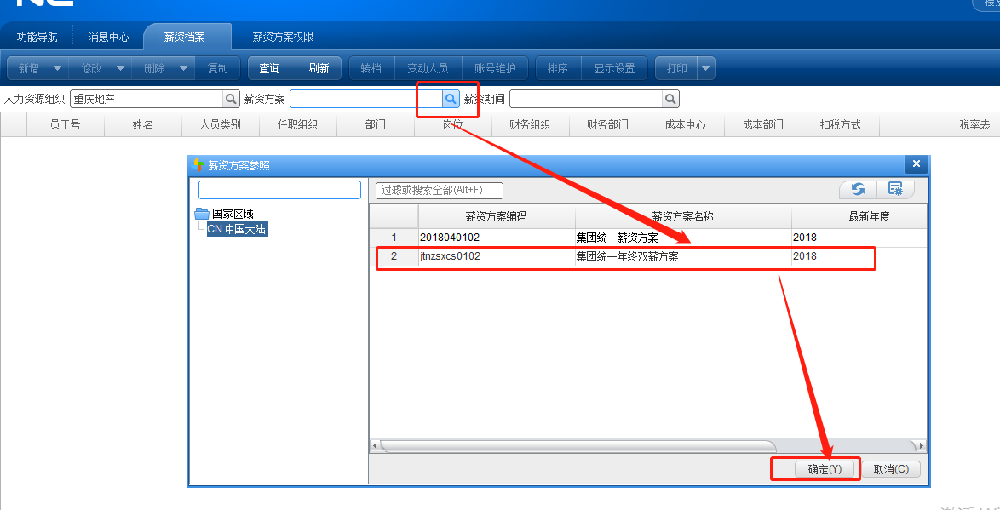 搜索
功能导航 消息中心 薪资档案 薪资方案权限
新增 修改 删除 复制 查询 刷新 转档 变动人员 账号维护 排序 显示设置 打印
人力资源组织 重庆地产 薪资方案 薪资期间
员工号 姓名 人员类别 任职组织 部门 岗位 财务组织 财务部门 成本中心 成本部门 扣税方式 税率表
薪资方案参照
过滤或搜索全部(Alt+F)
国家区域
CN 中国大陆
薪资方案编码 薪资方案名称 最新年度
1 2018040102 集团统一薪资方案 2018
2 jtnzsxcs0102 集团统一年终双薪方案 2018
确定(Y) 取消(C)